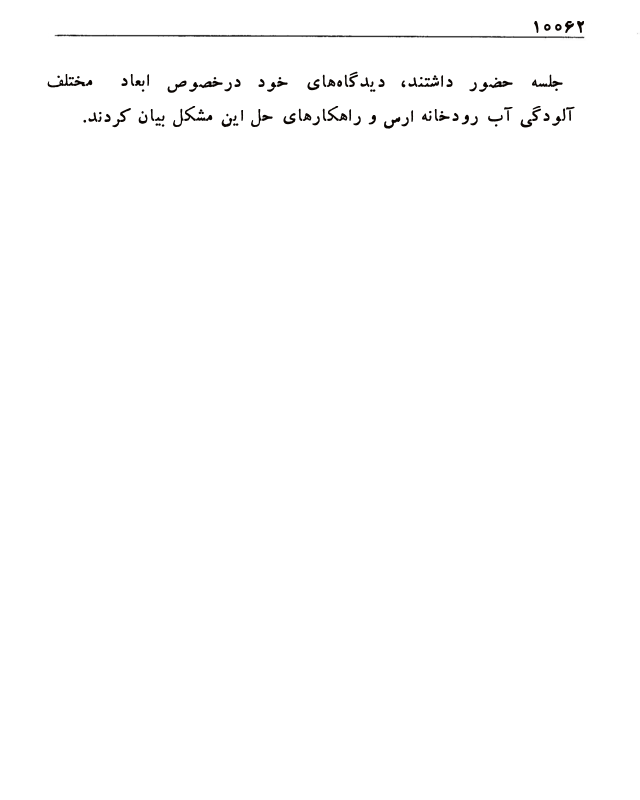 ۱۰۰۶۲
جلسه حضور داشتند، دیدگاه‌های خود درخصوص ابعاد مختلف
آلودگی آب رودخانه ارس و راهکارهای حل این مشکل بیان کردند.